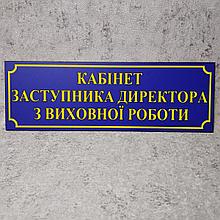 КАБІНЕТ
ЗАСТУПНИКА ДИРЕКТОРА
З ВИХОВНОЇ РОБОТИ